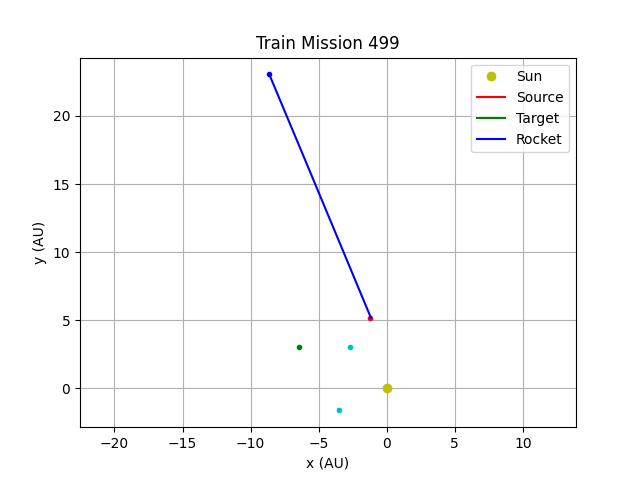 Train Mission 499
Sun
Source
Target
Rocket
y (AU)
20
15
10
5
0
−20
−15
−10
−5
0
5
10
x (AU)